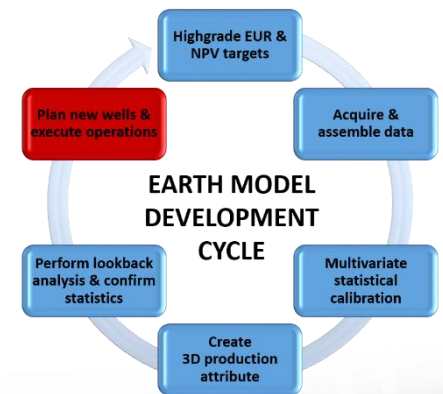 Highgrade EUR &
NPV targets
Acquire &
assemble data
Multivariate
statistical
calibration
Create
3D production
attribute
Perform lookback
analysis & confirm
statistics
Plan new wells &
execute operations
EARTH MODEL
DEVELOPMENT
CYCLE